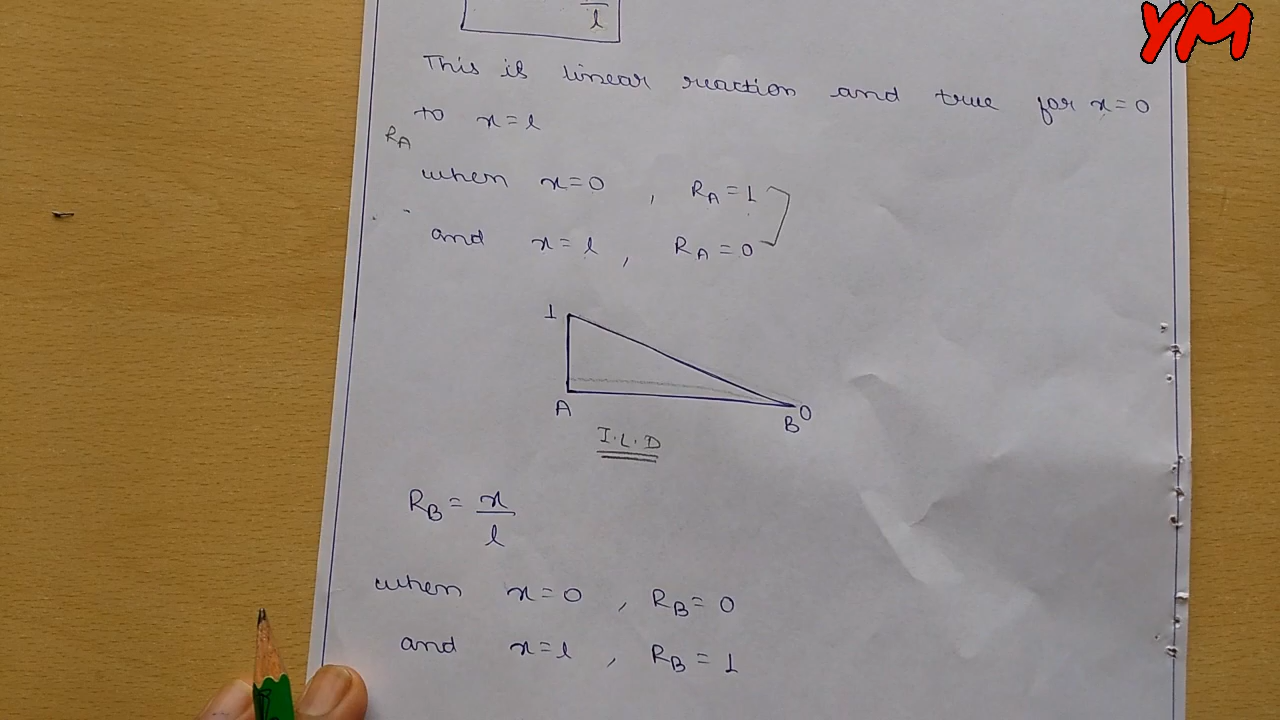 YM
l
This is linear reaction and true for x=0
to x=l
RA
when x=0 , RA=1
and x=l , RA=0
1
A
B
0
I.L.D
RB= x
l
when x=0 , RB=0
and x=l , RB=1